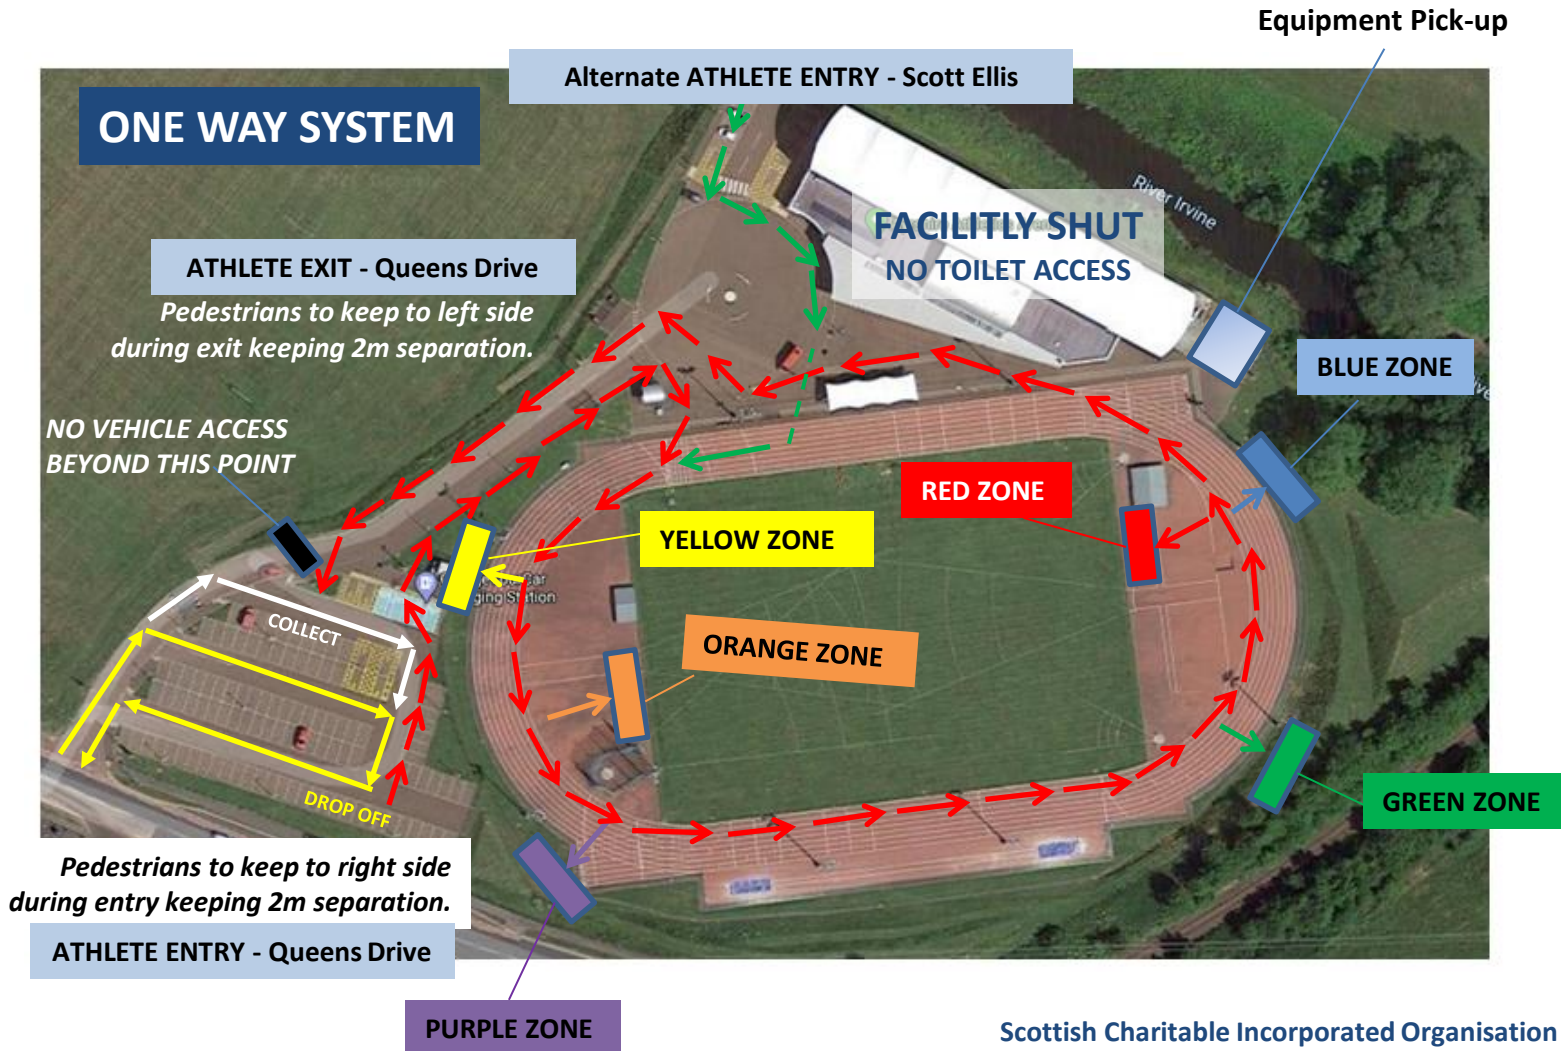 Equipment Pick-up
Alternate ATHLETE ENTRY - Scott Ellis
ONE WAY SYSTEM
River Irvine
FACILITLY SHUT
NO TOILET ACCESS
ATHLETE EXIT - Queens Drive
Pedestrians to keep to left side
during exit keeping 2m separation.
BLUE ZONE
NO VEHICLE ACCESS
BEYOND THIS POINT
RED ZONE
YELLOW ZONE
Car
ging Station
COLLECT
ORANGE ZONE
DROP OFF
GREEN ZONE
Pedestrians to keep to right side
during entry keeping 2m separation.
ATHLETE ENTRY - Queens Drive
PURPLE ZONE
Scottish Charitable Incorporated Organisation